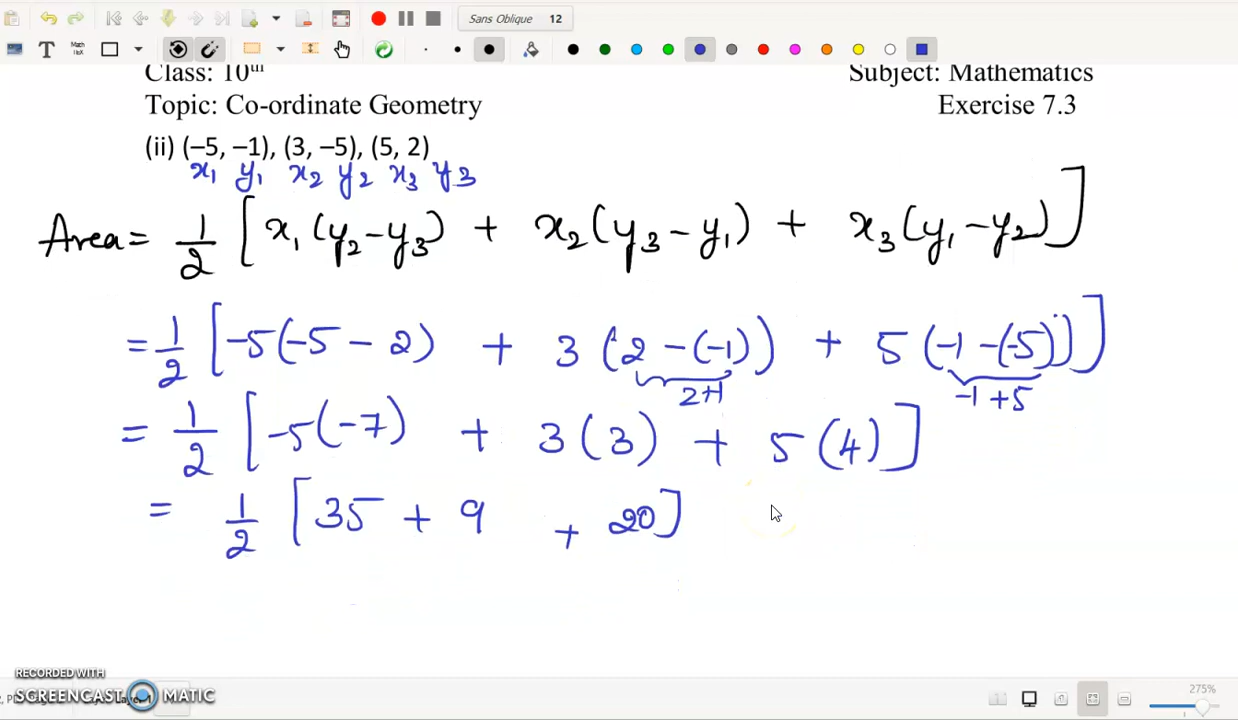 Sans Oblique 12
Class: 10th Subject: Mathematics
Topic: Co-ordinate Geometry Exercise 7.3
(ii) (–5, –1), (3, –5), (5, 2)
x₁ y₁ x₂ y₂ x₃ y₃
Area = 1/2 [ x₁ (y₂ – y₃) + x₂ (y₃ – y₁) + x₃ (y₁ – y₂) ]
= 1/2 [ –5 (–5 – 2) + 3 (2 – (–1)) + 5 (–1 – (–5)) ]
2+1 –1 +5
= 1/2 [ –5 (–7) + 3 (3) + 5 (4) ]
= 1/2 [ 35 + 9 + 20 ]
RECORDED WITH
SCREENCAST MATIC
275%